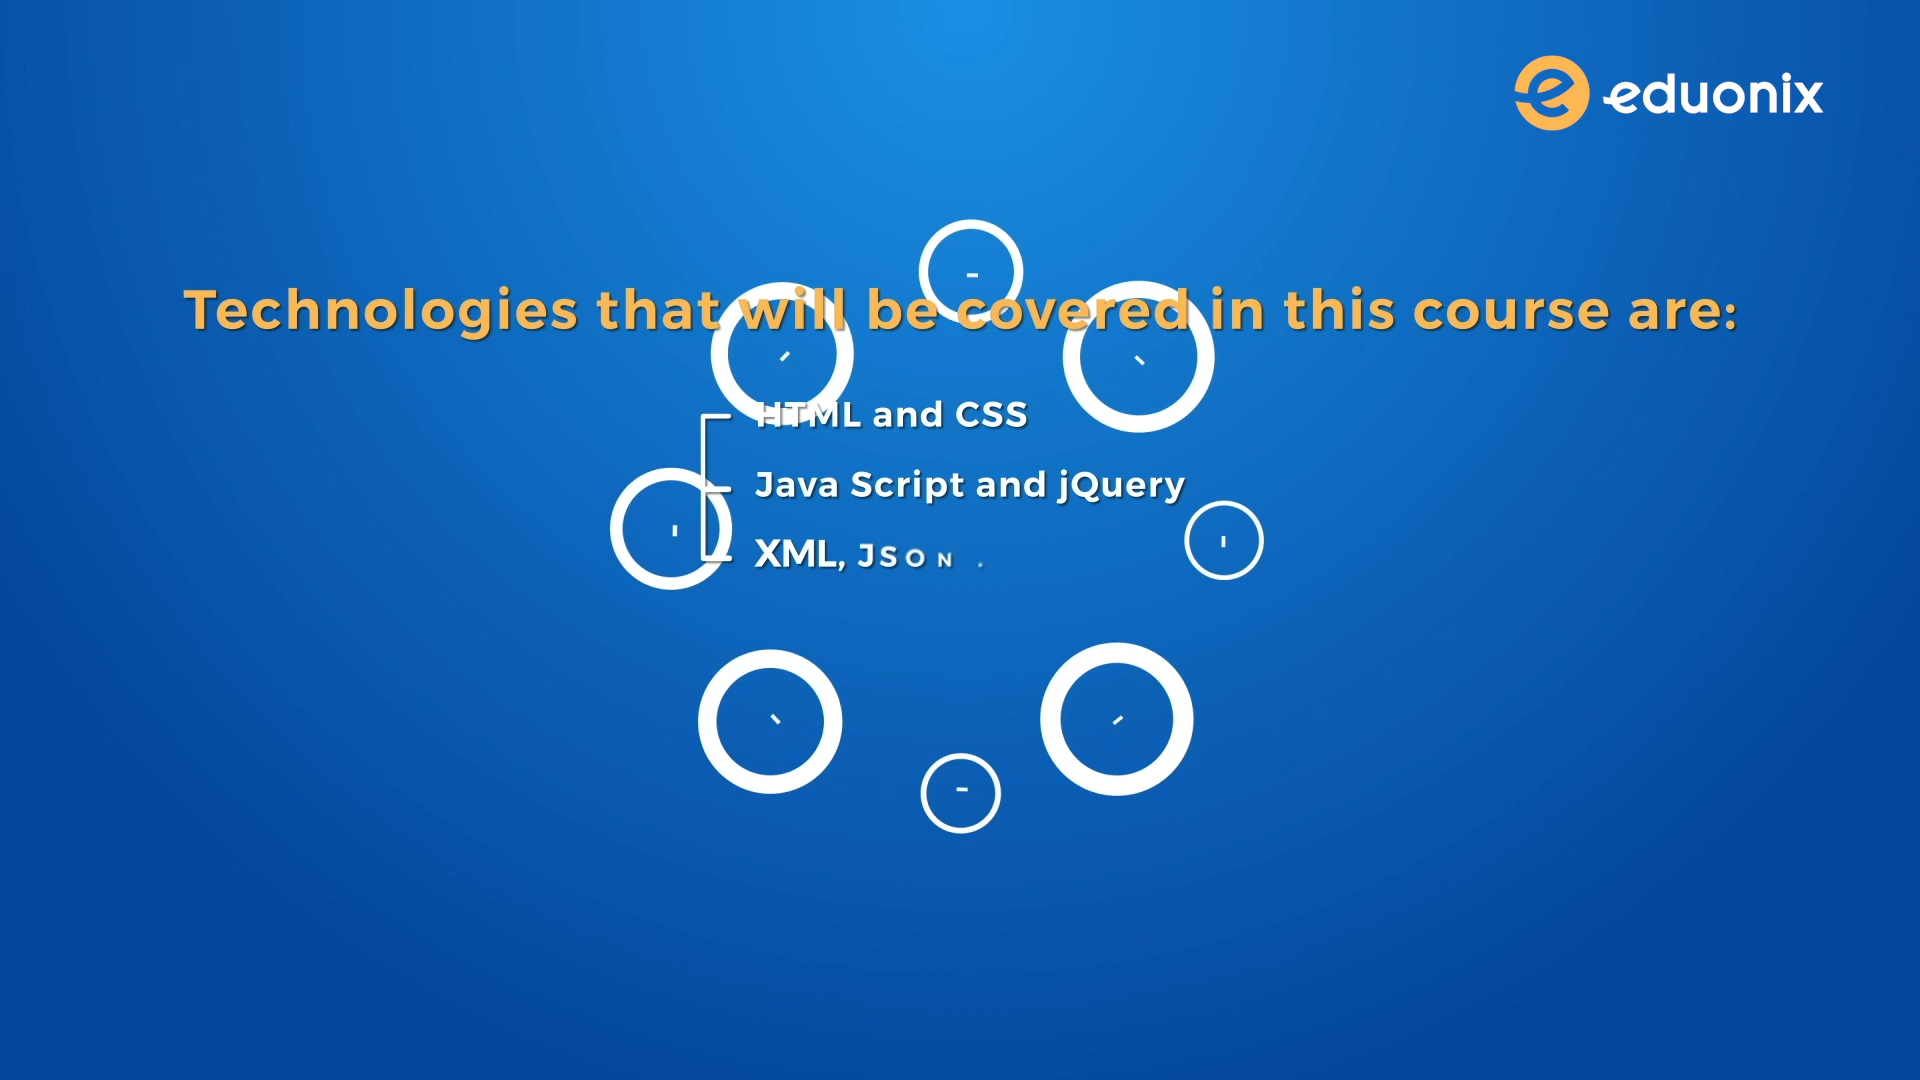 eduonix
Technologies that will be covered in this course are:
HTML and CSS
Java Script and jQuery
XML, JSON .